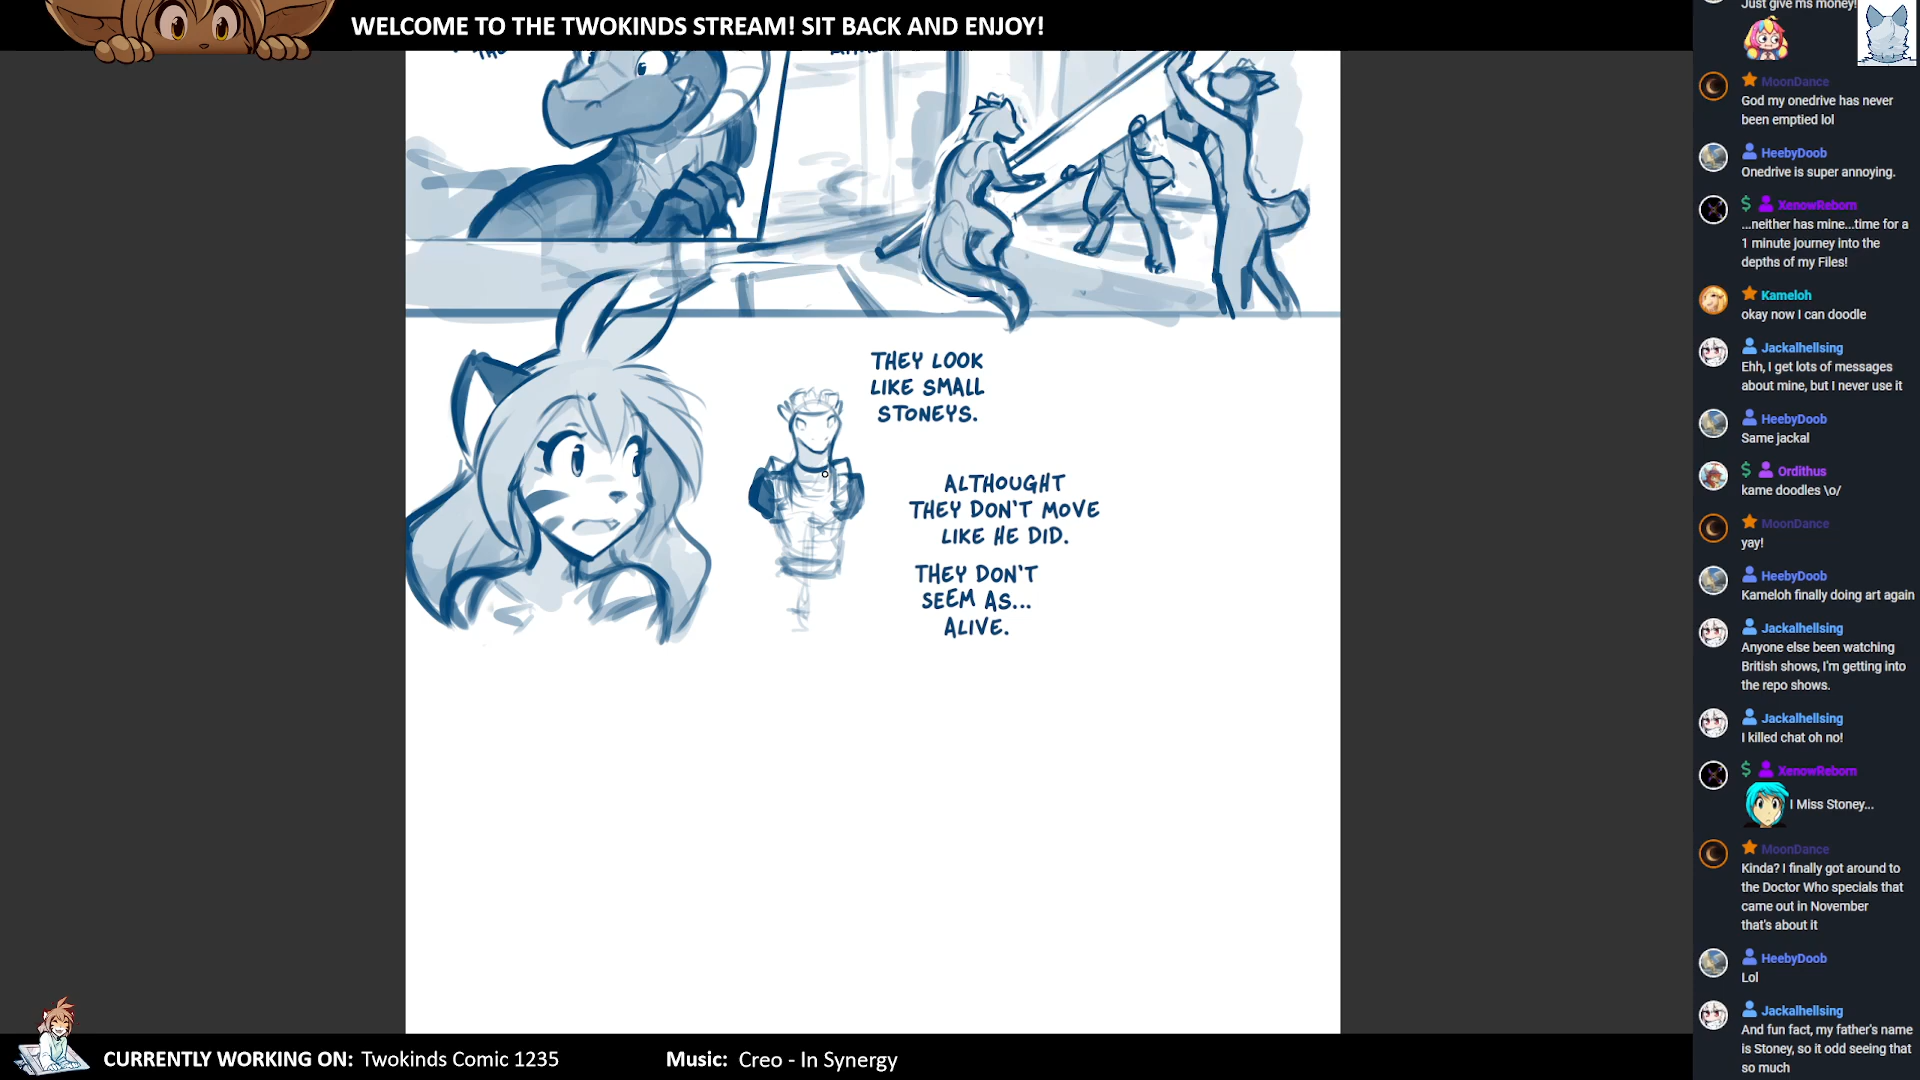 WELCOME TO THE TWOKINDS STREAM! SIT BACK AND ENJOY!
THEY LOOK
LIKE SMALL
STONEYS.
ALTHOUGHT
THEY DON'T MOVE
LIKE HE DID.
THEY DON'T
SEEM AS...
ALIVE.
CURRENTLY WORKING ON: Twokinds Comic 1235
Music: Creo - In Synergy
Just give ms money!
MoonDance
God my onedrive has never
been emptied lol
HeebyDoob
Onedrive is super annoying.
$ XenowReborn
...neither has mine...time for a
1 minute journey into the
depths of my Files!
Kameloh
okay now I can doodle
Jackalhellsing
Ehh, I get lots of messages
about mine, but I never use it
HeebyDoob
Same jackal
$ Ordithus
kame doodles \o/
MoonDance
yay!
HeebyDoob
Kameloh finally doing art again
Jackalhellsing
Anyone else been watching
British shows, I'm getting into
the repo shows.
Jackalhellsing
I killed chat oh no!
$ XenowReborn
I Miss Stoney...
MoonDance
Kinda? I finally got around to
the Doctor Who specials that
came out in November
that's about it
HeebyDoob
Lol
Jackalhellsing
And fun fact, my father's name
is Stoney, so it odd seeing that
so much